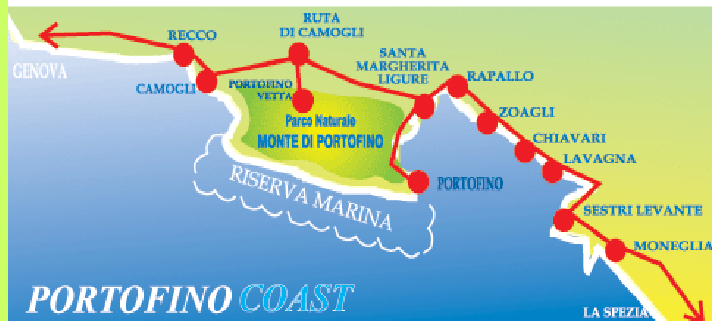 RUTA
DI CAMOGLI
RECCO
SANTA
MARGHERITA
LIGURE
GENOVA
CAMOGLI
PORTOFINO
VETTA
RAPALLO
ZOAGLI
Parco Naturale
MONTE DI PORTOFINO
CHIAVARI
LAVAGNA
RISERVA MARINA
PORTOFINO
SESTRI LEVANTE
MONEGLIA
PORTOFINO COAST
LA SPEZIA